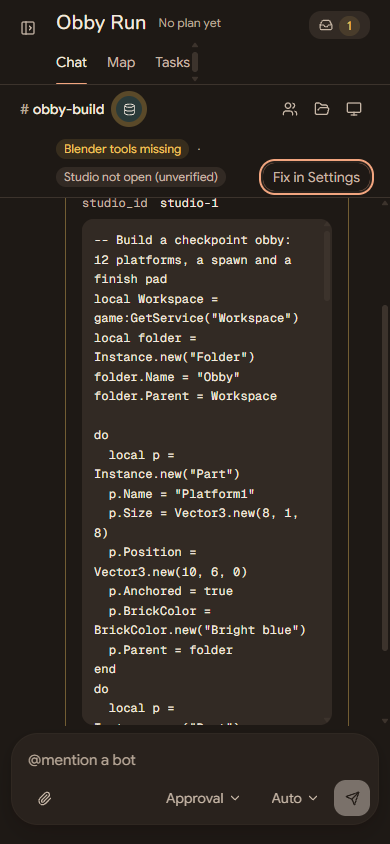 Obby Run No plan yet 1
Chat Map Tasks
# obby-build
Blender tools missing ·
Studio not open (unverified) Fix in Settings
studio_id studio-1
-- Build a checkpoint obby:
12 platforms, a spawn and a
finish pad
local Workspace =
game:GetService("Workspace")
local folder =
Instance.new("Folder")
folder.Name = "Obby"
folder.Parent = Workspace
do
local p =
Instance.new("Part")
p.Name = "Platform1"
p.Size = Vector3.new(8, 1,
8)
p.Position =
Vector3.new(10, 6, 0)
p.Anchored = true
p.BrickColor =
BrickColor.new("Bright blue")
p.Parent = folder
end
do
local p =
@mention a bot
Approval Auto